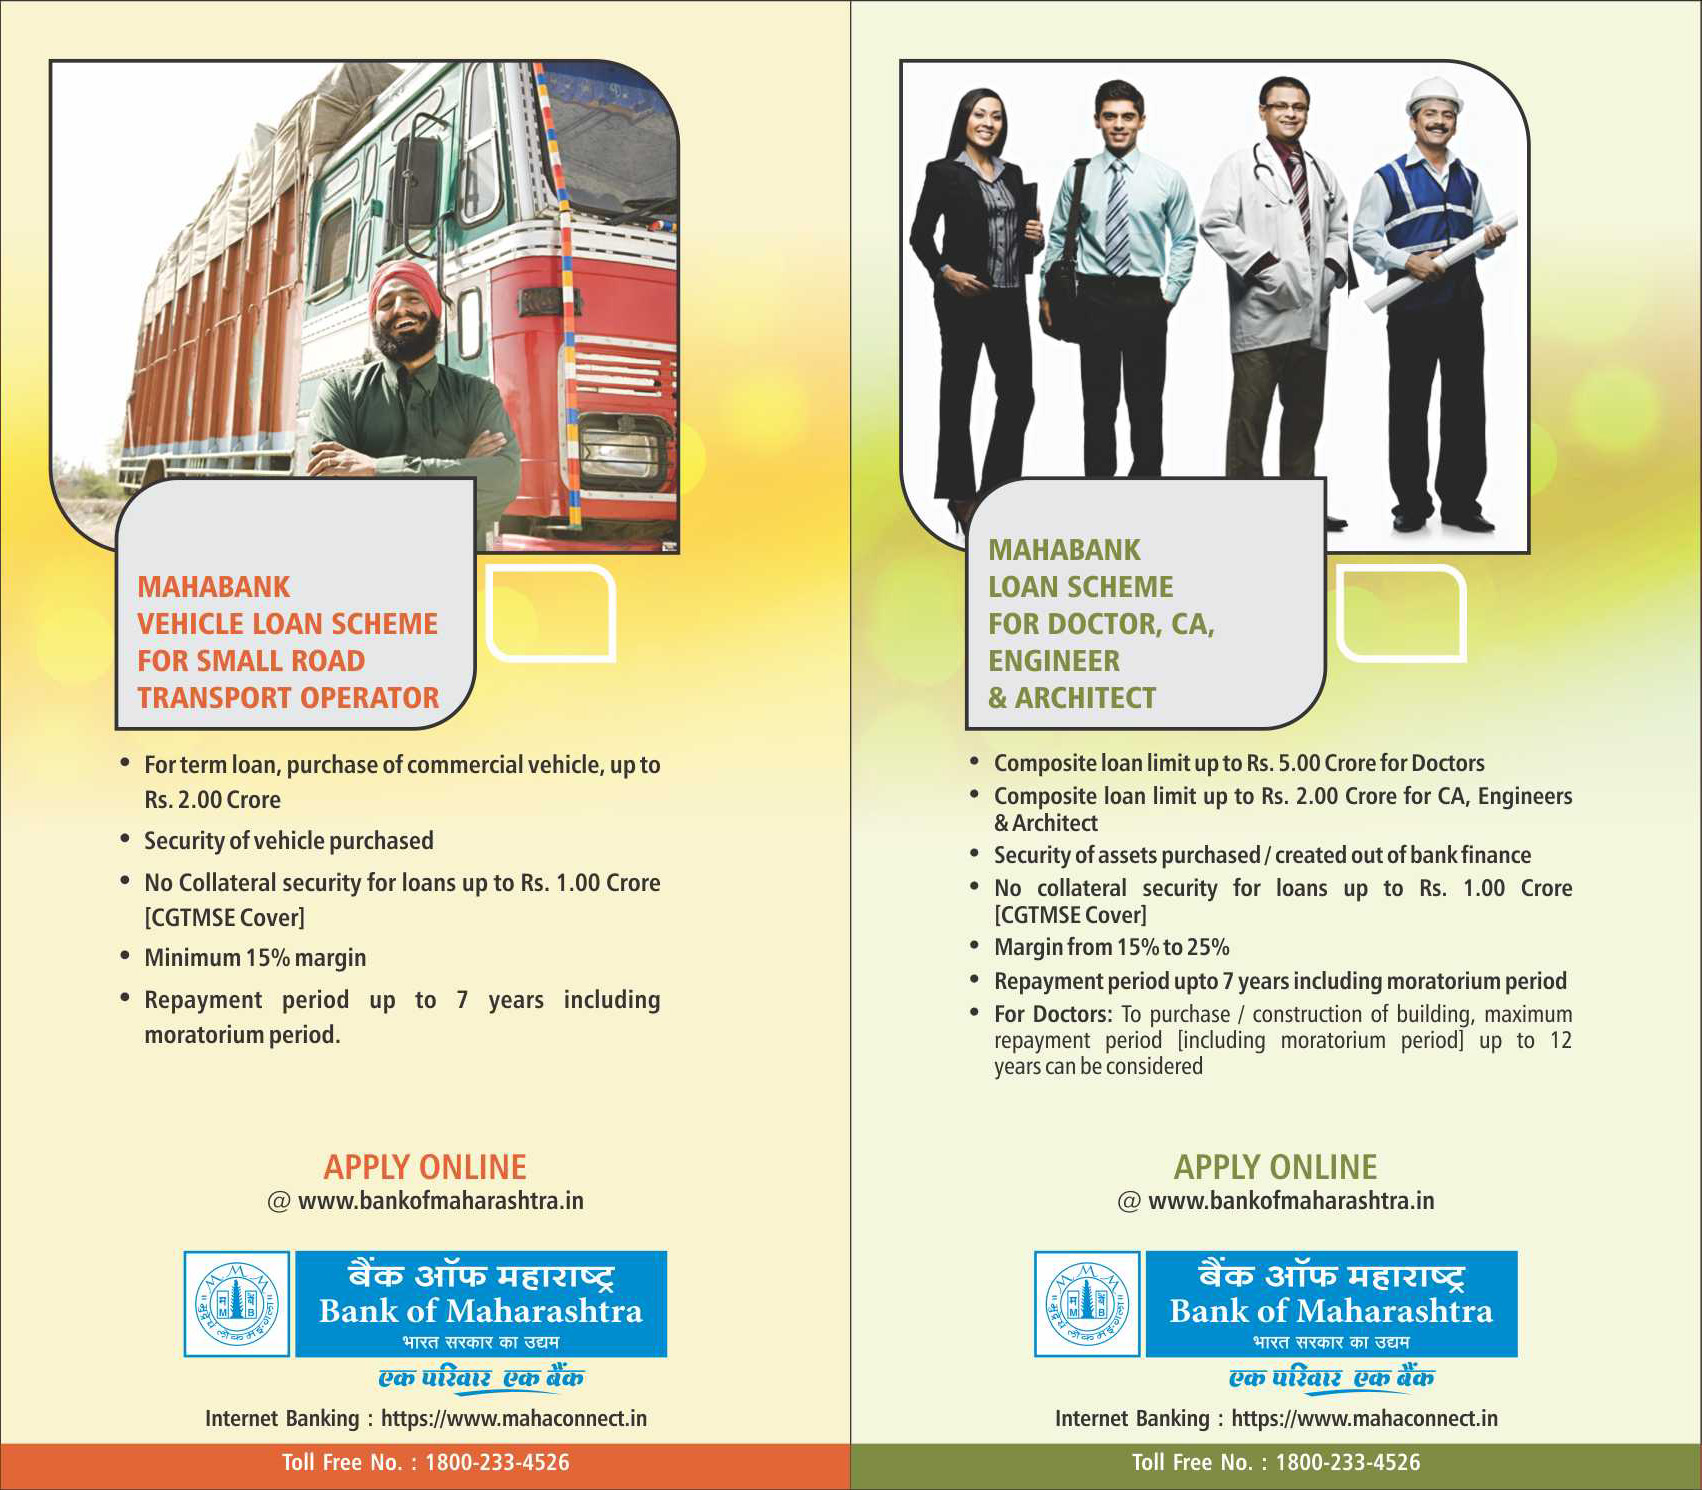 MAHABANK
VEHICLE LOAN SCHEME
FOR SMALL ROAD
TRANSPORT OPERATOR
• For term loan, purchase of commercial vehicle, up to
Rs. 2.00 Crore
• Security of vehicle purchased
• No Collateral security for loans up to Rs. 1.00 Crore
[CGTMSE Cover]
• Minimum 15% margin
• Repayment period up to 7 years including
moratorium period.
APPLY ONLINE
@ www.bankofmaharashtra.in
बैंक ऑफ महाराष्ट्र
Bank of Maharashtra
भारत सरकार का उद्यम
एक परिवार एक बैंक
Internet Banking : https://www.mahaconnect.in
Toll Free No. : 1800-233-4526
MAHABANK
LOAN SCHEME
FOR DOCTOR, CA,
ENGINEER
& ARCHITECT
• Composite loan limit up to Rs. 5.00 Crore for Doctors
• Composite loan limit up to Rs. 2.00 Crore for CA, Engineers
& Architect
• Security of assets purchased / created out of bank finance
• No collateral security for loans up to Rs. 1.00 Crore
[CGTMSE Cover]
• Margin from 15% to 25%
• Repayment period upto 7 years including moratorium period
• For Doctors: To purchase / construction of building, maximum
repayment period [including moratorium period] up to 12
years can be considered
APPLY ONLINE
@ www.bankofmaharashtra.in
बैंक ऑफ महाराष्ट्र
Bank of Maharashtra
भारत सरकार का उद्यम
एक परिवार एक बैंक
Internet Banking : https://www.mahaconnect.in
Toll Free No. : 1800-233-4526